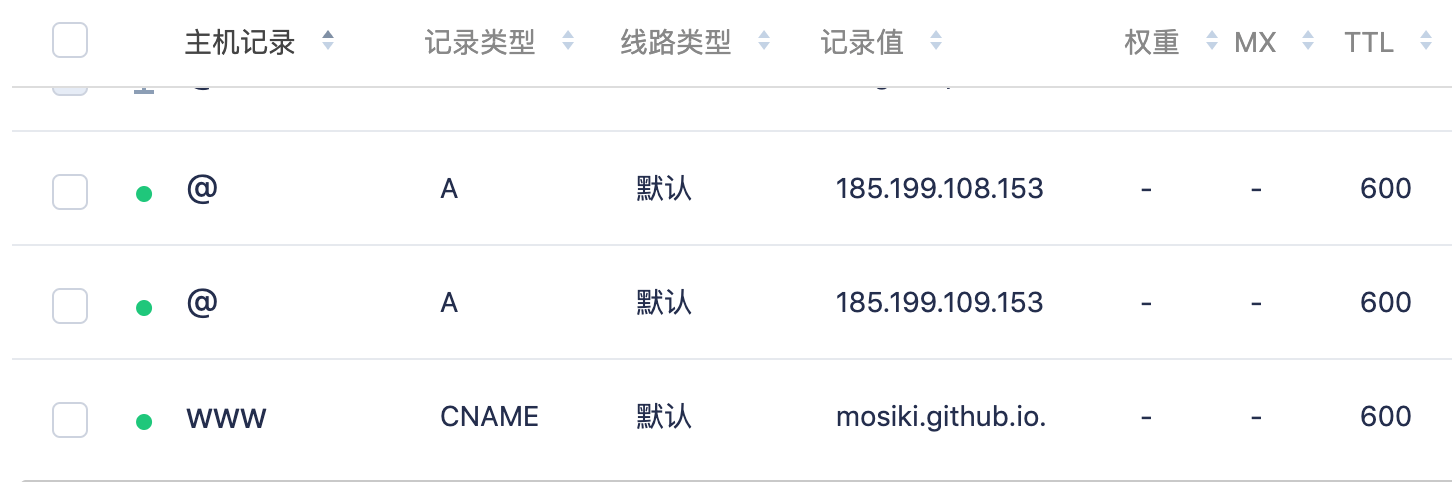 主机记录 记录类型 线路类型 记录值 权重 MX TTL
@ A 默认 185.199.108.153 - - 600
@ A 默认 185.199.109.153 - - 600
www CNAME 默认 mosiki.github.io. - - 600